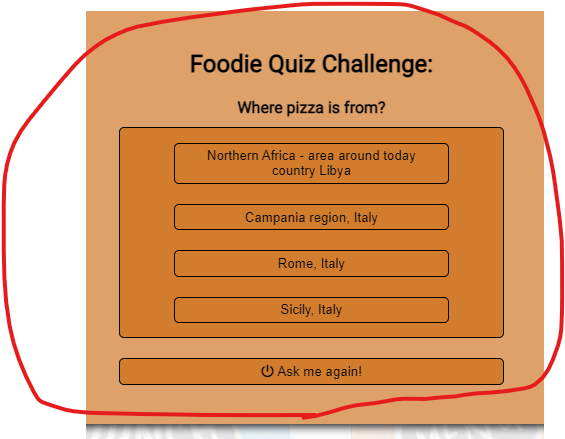 Foodie Quiz Challenge:
Where pizza is from?
Northern Africa - area around today
country Libya
Campania region, Italy
Rome, Italy
Sicily, Italy
Ask me again!